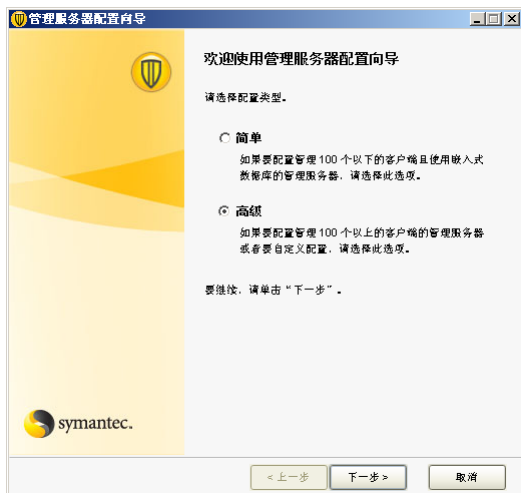 管理服务器配置向导
欢迎使用管理服务器配置向导
请选择配置类型。
简单
如果要配置管理 100 个以下的客户端且使用嵌入式
数据库的管理服务器，请选择此选项。
高级
如果要配置管理 100 个以上的客户端的管理服务器
或者要自定义配置，请选择此选项。
要继续，请单击“下一步”。
symantec.
<上一步
下一步>
取消